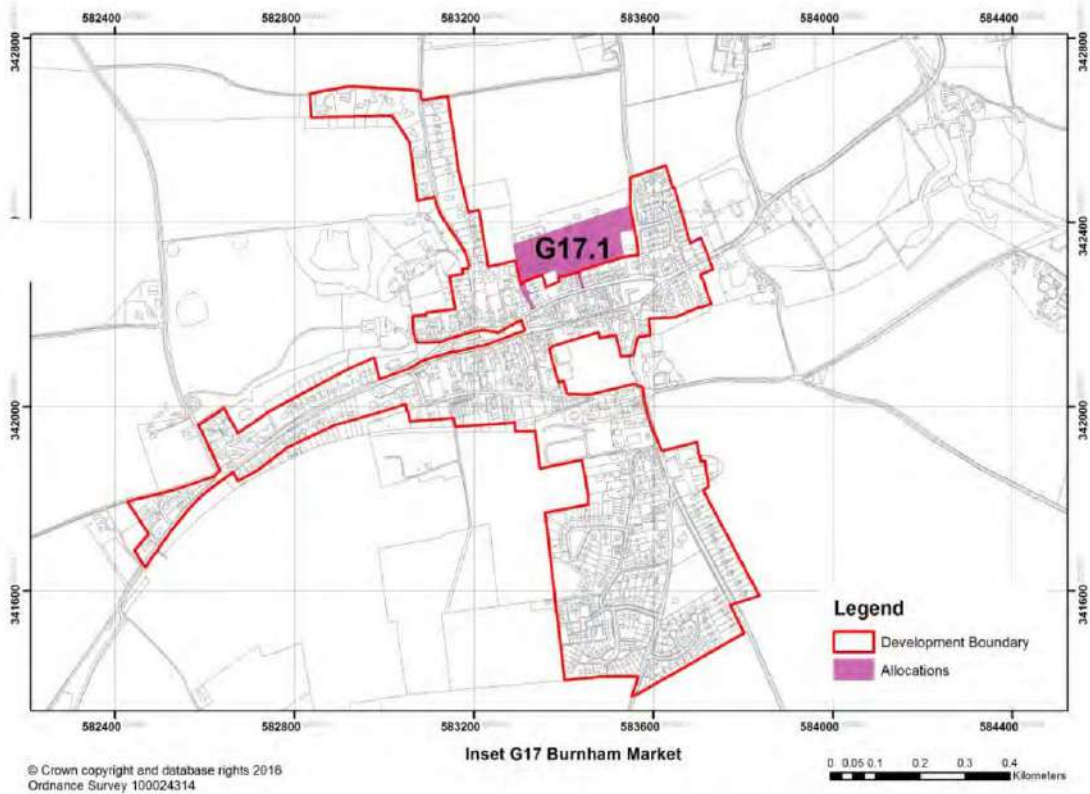 582400 582800 583200 583600 584000 584400
342800 342800
342400
342400
G17.1
342000 342000
341600 341600
Legend
Development Boundary
Allocations
582400 582800 583200 583600 584000 584400
Inset G17 Burnham Market
© Crown copyright and database rights 2016
Ordnance Survey 100024314
0 0.05 0.1 0.2 0.3 0.4
Kilometers